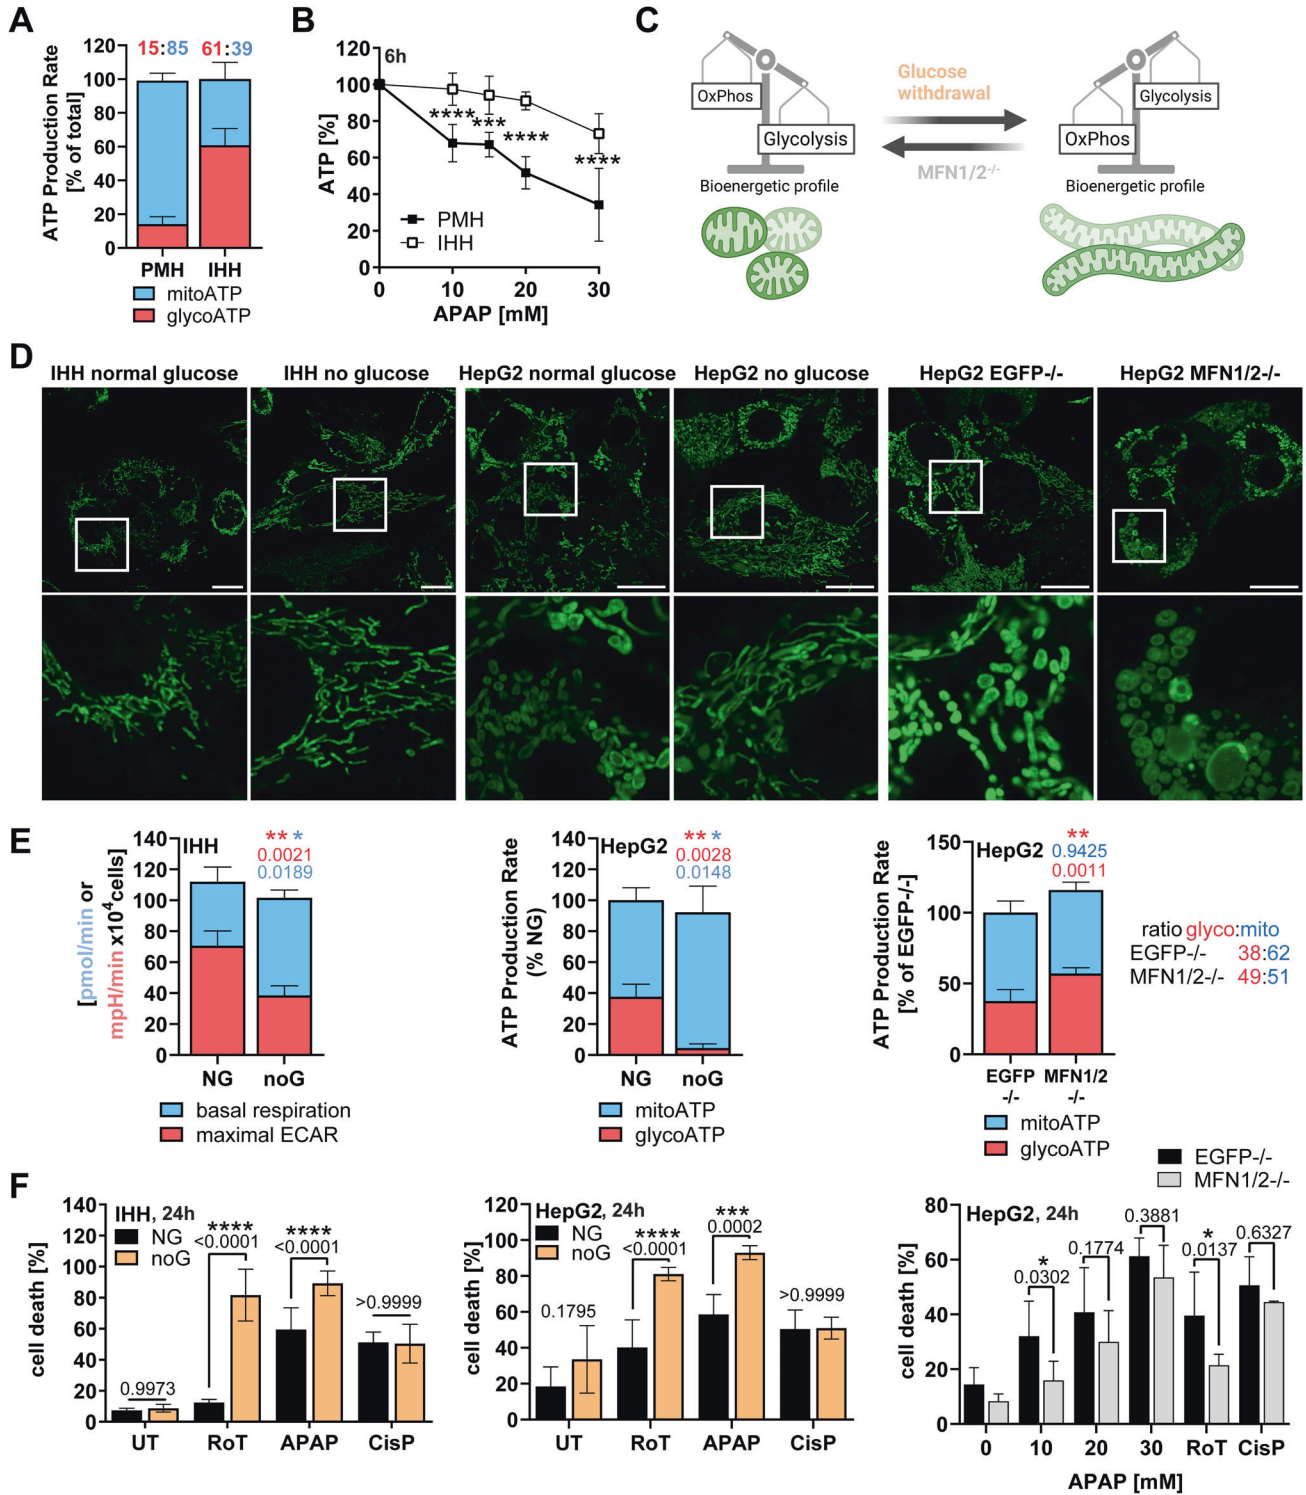 A
ATP Production Rate
[% of total]
120
100
80
60
40
20
0
15:85
61:39
PMH
IHH
mitoATP
glycoATP
B
ATP [%]
120
100
80
60
40
20
0
6h
****
***
****
****
PMH
IHH
0
10
20
30
APAP [mM]
C
OxPhos
Glycolysis
Bioenergetic profile
Glucose
withdrawal
MFN1/2-/-
Glycolysis
OxPhos
Bioenergetic profile
D
IHH normal glucose
IHH no glucose
HepG2 normal glucose
HepG2 no glucose
HepG2 EGFP-/-
HepG2 MFN1/2-/-
E
[pmol/min or
mpH/min x10⁴cells]
140
120
100
80
60
40
20
0
IHH
** *
0.0021
0.0189
NG
noG
basal respiration
maximal ECAR
ATP Production Rate
(% NG)
140
120
100
80
60
40
20
0
HepG2
** *
0.0028
0.0148
NG
noG
mitoATP
glycoATP
ATP Production Rate
[% of EGFP-/-]
150
100
50
0
HepG2
**
0.9425
0.0011
EGFP
-/-
MFN1/2
-/-
mitoATP
glycoATP
ratio glyco:mito
EGFP-/- 38:62
MFN1/2-/- 49:51
F
cell death [%]
140
120
100
80
60
40
20
0
IHH, 24h
NG
noG
0.9973
****
<0.0001
****
<0.0001
>0.9999
UT
RoT
APAP
CisP
cell death [%]
120
100
80
60
40
20
0
HepG2, 24h
NG
noG
0.1795
****
<0.0001
***
0.0002
>0.9999
UT
RoT
APAP
CisP
EGFP-/-
MFN1/2-/-
cell death [%]
80
60
40
20
0
HepG2, 24h
*
0.0302
0.1774
0.3881
*
0.0137
0.6327
0
10
20
30
RoT
CisP
APAP [mM]